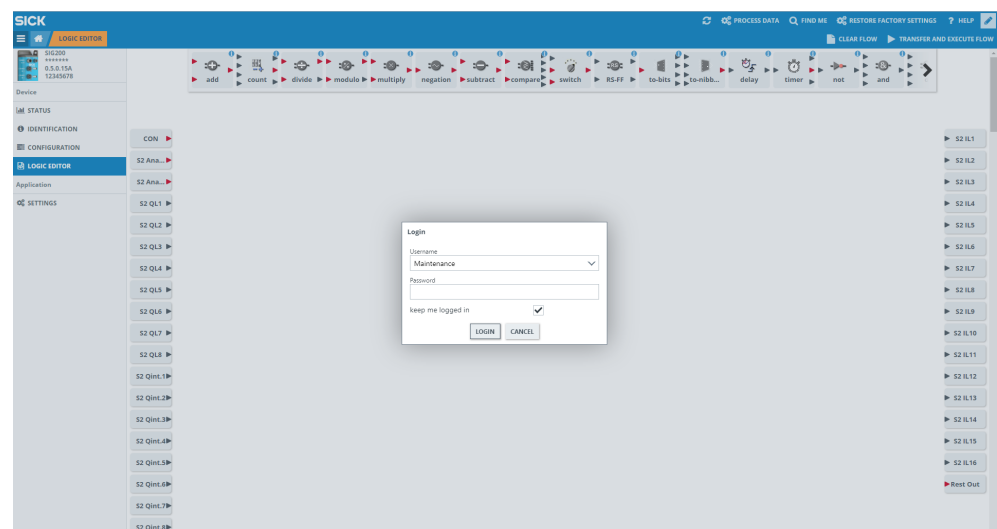 SICK
PROCESS DATA FIND ME RESTORE FACTORY SETTINGS ? HELP
LOGIC EDITOR
CLEAR FLOW TRANSFER AND EXECUTE FLOW
SIG200
*******
0.5.0.15A
12345678
Device
STATUS
IDENTIFICATION
CONFIGURATION
LOGIC EDITOR
Application
SETTINGS
add count divide modulo multiply negation subtract compare switch RS-FF to-bits to-nibb... delay timer not and
CON
S2 Ana...
S2 Ana...
S2 QL1
S2 QL2
S2 QL3
S2 QL4
S2 QL5
S2 QL6
S2 QL7
S2 QL8
S2 Qint.1
S2 Qint.2
S2 Qint.3
S2 Qint.4
S2 Qint.5
S2 Qint.6
S2 Qint.7
S2 Qint.8
Login
Username
Maintenance
Password
keep me logged in
LOGIN CANCEL
S2 IL1
S2 IL2
S2 IL3
S2 IL4
S2 IL5
S2 IL6
S2 IL7
S2 IL8
S2 IL9
S2 IL10
S2 IL11
S2 IL12
S2 IL13
S2 IL14
S2 IL15
S2 IL16
Rest Out